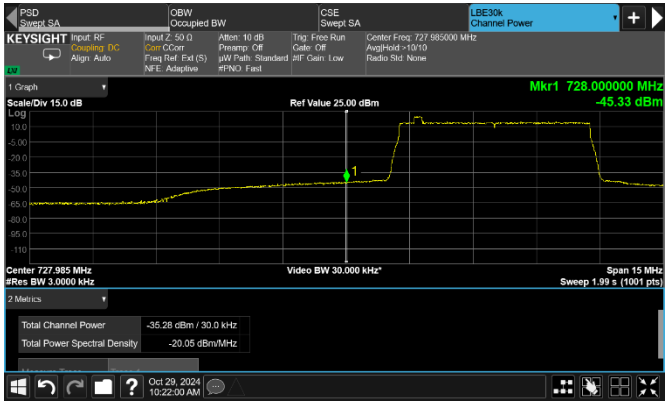 PSD
Swept SA
OBW
Occupied BW
CSE
Swept SA
LBE30k
Channel Power
KEYSIGHT
Input: RF
Coupling: DC
Align: Auto
Input Z: 50 Ω
Corr CCorr
Freq Ref: Ext (S)
NFE: Adaptive
Atten: 10 dB
Preamp: Off
µW Path: Standard
#PNO: Fast
Trig: Free Run
Gate: Off
#IF Gain: Low
Center Freq: 727.985000 MHz
Avg|Hold:>10/10
Radio Std: None
1 Graph
Mkr1 728.000000 MHz
Scale/Div 15.0 dB
Ref Value 25.00 dBm
-45.33 dBm
Log
10.0
-5.00
-20.0
-35.0
-50.0
-65.0
-80.0
-95.0
-110
1
Center 727.985 MHz
Video BW 30.000 kHz*
Span 15 MHz
#Res BW 3.0000 kHz
Sweep 1.99 s (1001 pts)
2 Metrics
Total Channel Power -35.28 dBm / 30.0 kHz
Total Power Spectral Density -20.05 dBm/MHz
Oct 29, 2024
10:22:00 AM